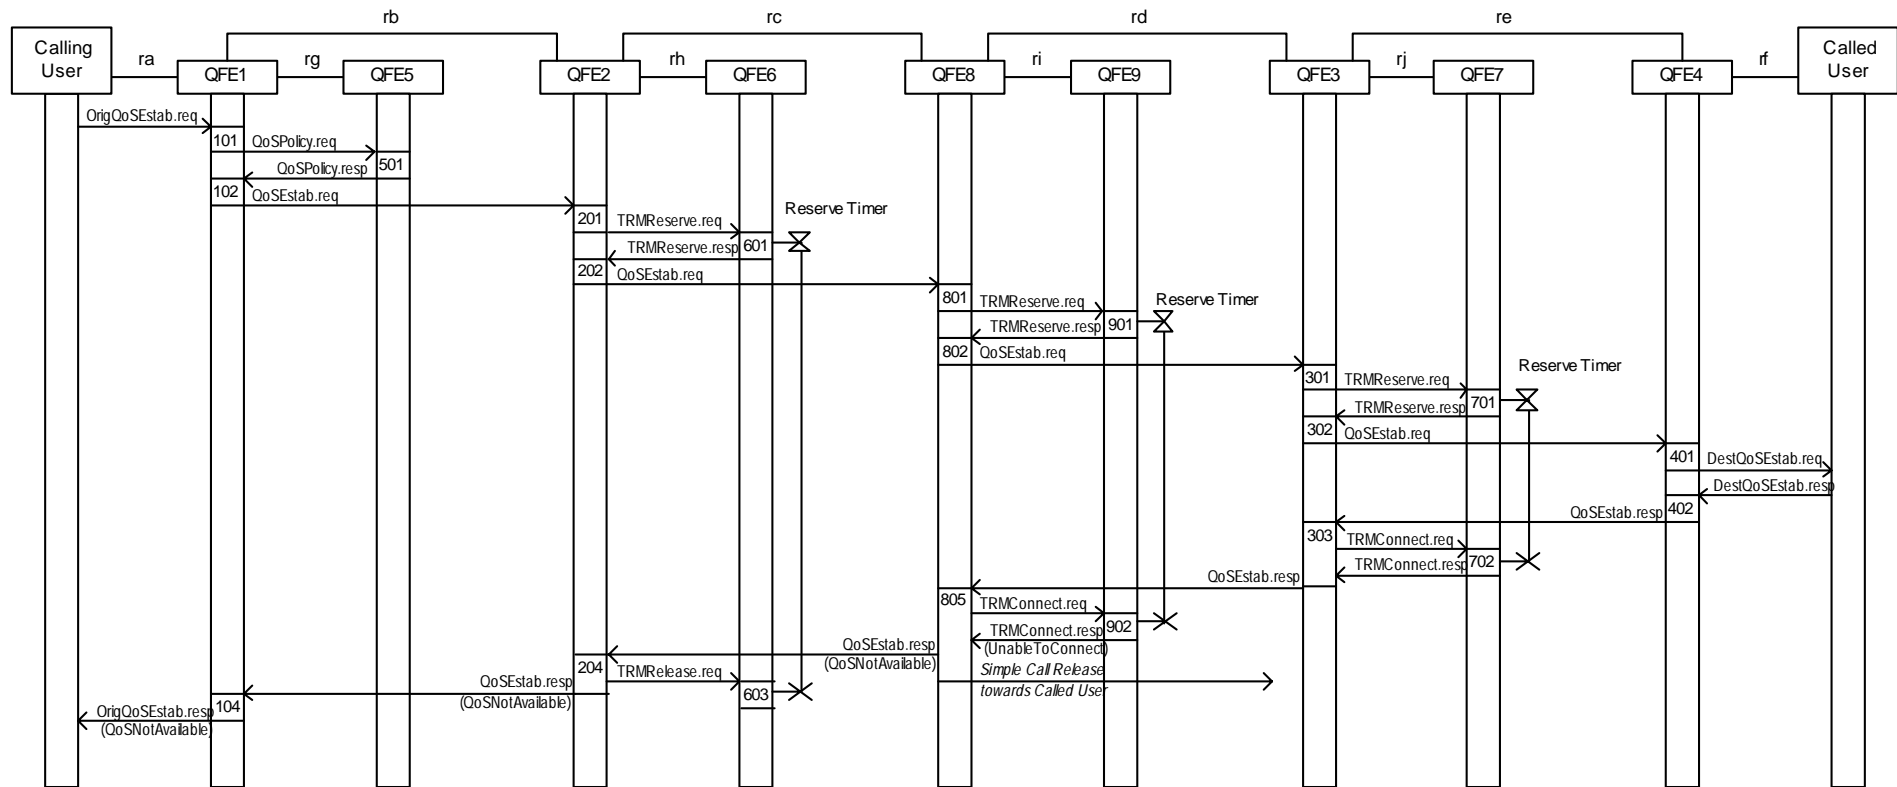 rb
rc
rd
re
Calling
User
ra
QFE1
rg
QFE5
QFE2
rh
QFE6
QFE8
ri
QFE9
QFE3
rj
QFE7
QFE4
rf
Called
User
OrigQoSEstab.req
101
QoSPolicy.req
QoSPolicy.resp
501
102
QoSEstab.req
201
TRMReserve.req
Reserve Timer
TRMReserve.resp
601
202
QoSEstab.req
801
TRMReserve.req
Reserve Timer
TRMReserve.resp
901
802
QoSEstab.req
301
TRMReserve.req
Reserve Timer
TRMReserve.resp
701
302
QoSEstab.req
401
DestQoSEstab.req
DestQoSEstab.resp
QoSEstab.resp
402
303
TRMConnect.req
TRMConnect.resp
702
QoSEstab.resp
805
TRMConnect.req
TRMConnect.resp
902
(UnableToConnect)
QoSEstab.resp
(QoSNotAvailable)
204
TRMRelease.req
Simple Call Release
towards Called User
QoSEstab.resp
(QoSNotAvailable)
603
104
OrigQoSEstab.resp
(QoSNotAvailable)